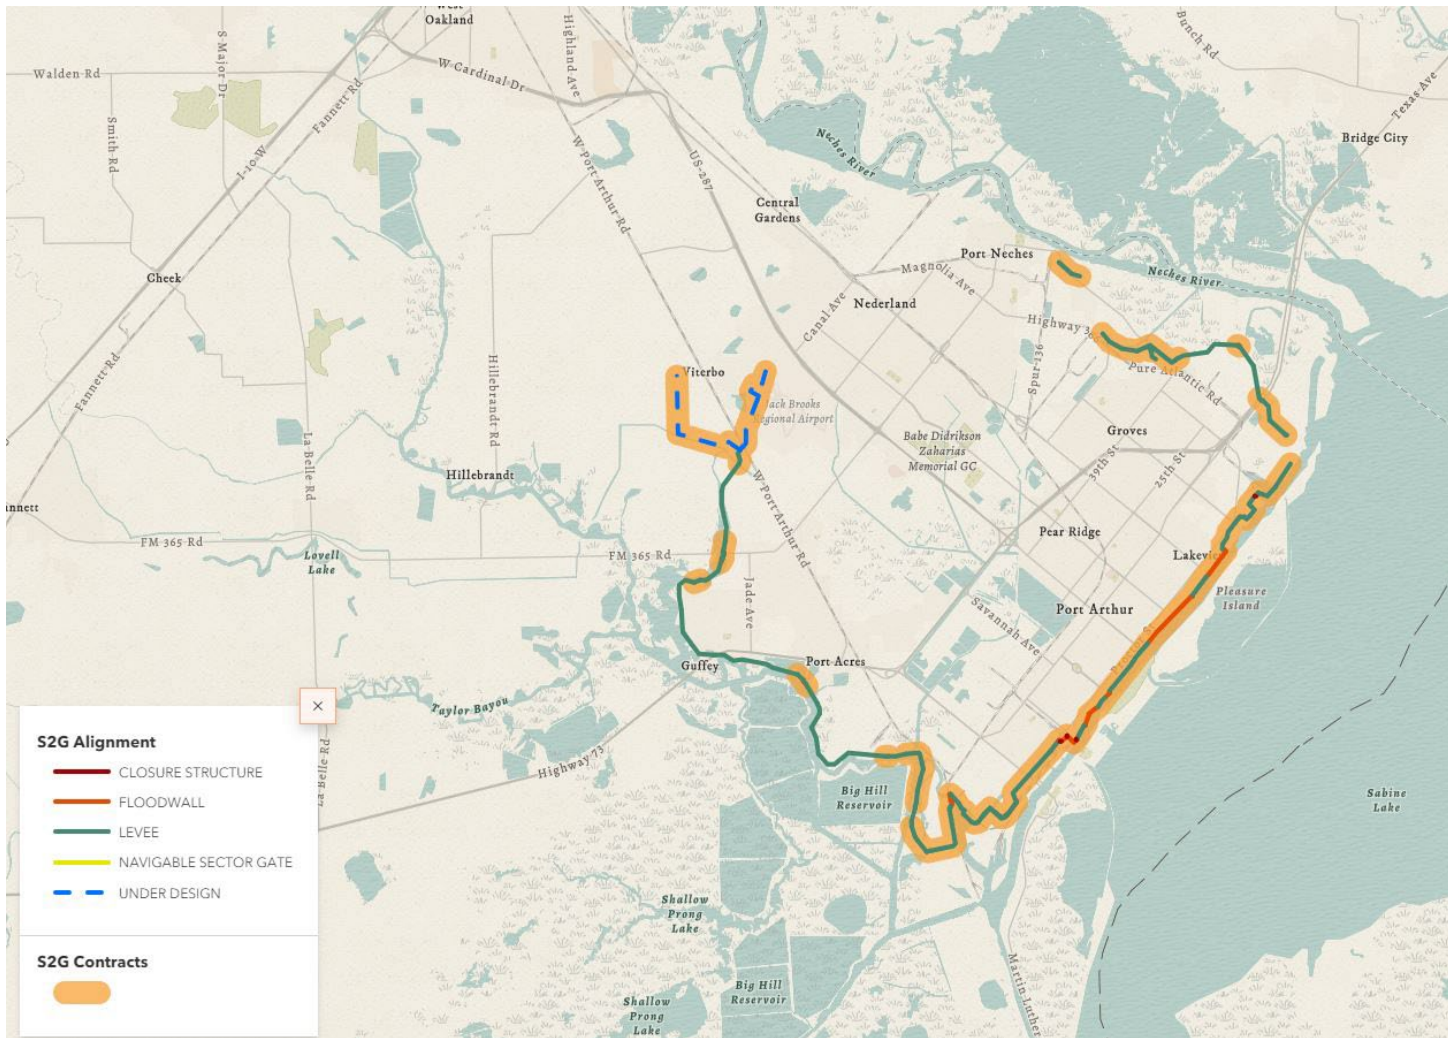 West
Oakland
Highland Ave
Bunch Rd
S Major Dr
Walden Rd
W Cardinal Dr
Fannett Rd
Texas Ave
Smith Rd
I-10-W
W Port Arthur Rd
US-287
Neches River
Bridge City
Central
Gardens
Port Neches
Magnolia Ave
Neches River
Cheek
Nederland
Canal Ave
Highway 36
Spur 136
Pure Atlantic Rd
Fannett Rd
Hillebrandt Rd
Viterbo
Jack Brooks
Regional Airport
Babe Didrikson
Zaharias
Memorial GC
Groves
39th St
25th St
La Belle Rd
Hillebrandt
W Port Arthur Rd
nnett
FM 365 Rd
Lovell
Lake
FM 365 Rd
Pear Ridge
Lakeview
Jade Ave
Pleasure
Island
Savannah Ave
Port Arthur
Guffey
Port Acres
Taylor Bayou
Highway 73
La Belle Rd
Big Hill
Reservoir
Sabine
Lake
Shallow
Prong
Lake
Big Hill
Reservoir
Shallow
Prong
Lake
Martin Luther
×
S2G Alignment
CLOSURE STRUCTURE
FLOODWALL
LEVEE
NAVIGABLE SECTOR GATE
UNDER DESIGN
S2G Contracts